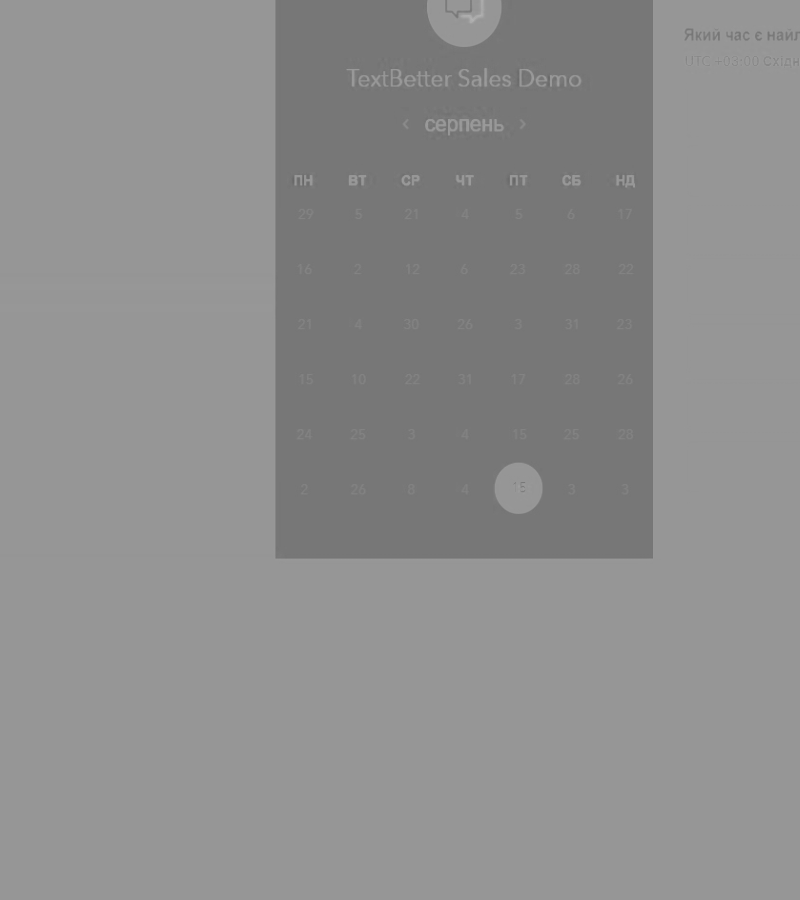 TextBetter Sales Demo
‹ серпень ›
ПН ВТ СР ЧТ ПТ СБ НД
29 5 21 4 5 6 17
16 2 12 6 23 28 22
21 4 30 26 3 31 23
15 10 22 31 17 28 26
24 25 3 4 15 25 28
2 26 8 4 15 3 3
Який час є
UTC +03:00